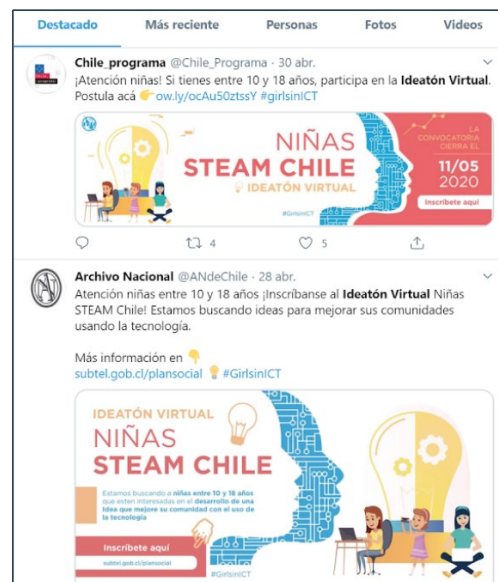 Destacado Más reciente Personas Fotos Videos
Chile_programa @Chile_Programa · 30 abr.
¡Atención niñas! Si tienes entre 10 y 18 años, participa en la Ideatón Virtual.
Postula acá 👉 ow.ly/ocAu50ztssY #girlsinICT
NIÑAS
STEAM CHILE
IDEATÓN VIRTUAL
#GirlsinICT
LA
CONVOCATORIA
CIERRA EL
11/05
2020
Inscríbete aquí
4 5
Archivo Nacional @ANdeChile · 28 abr.
Atención niñas entre 10 y 18 años ¡Inscríbanse al Ideatón Virtual Niñas
STEAM Chile! Estamos buscando ideas para mejorar sus comunidades
usando la tecnología.
Más información en 👇
subtel.gob.cl/plansocial 💡 #GirlsinICT
IDEATÓN VIRTUAL
NIÑAS
STEAM CHILE
Estamos buscando a niñas entre 10 y 18 años
que estén interesadas en el desarrollo de una
idea que mejore su comunidad con el uso de
la tecnología
Inscríbete aquí
subtel.gob.cl/plansocial
#GirlsinICT